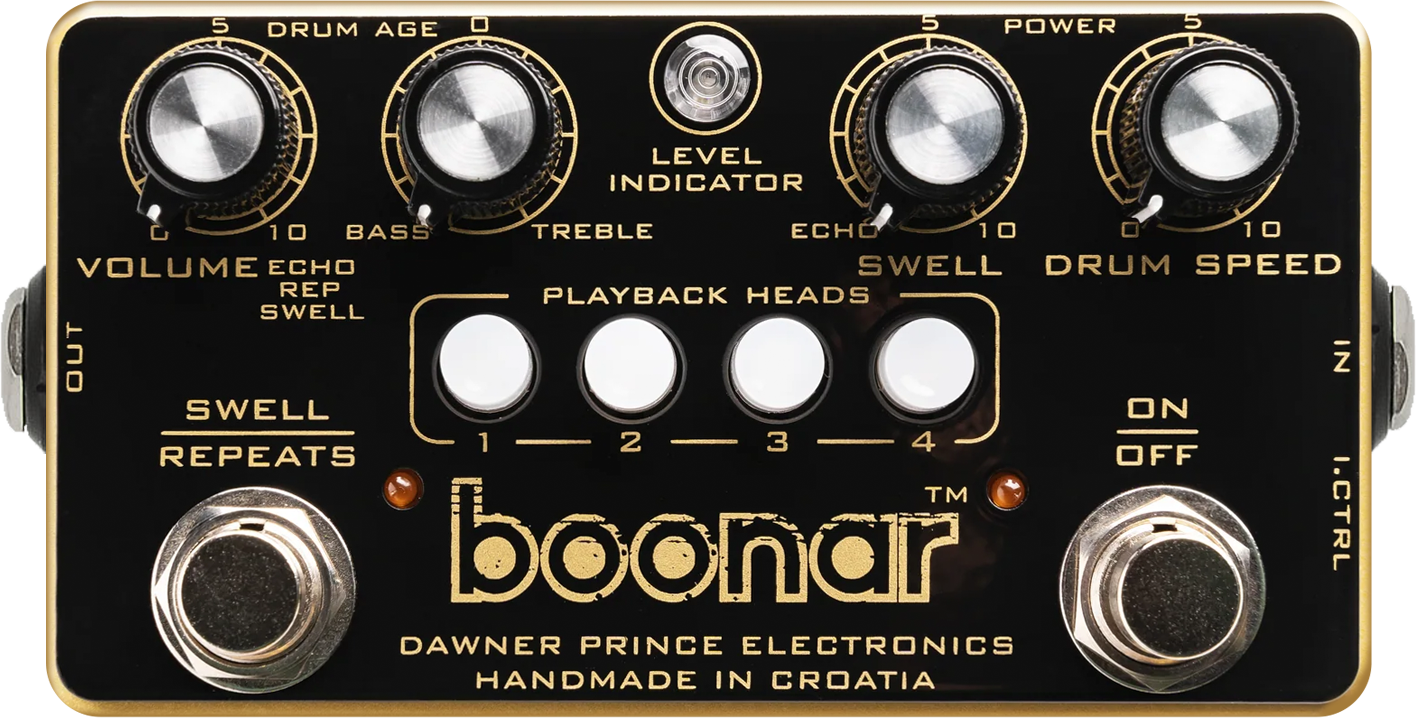 5 DRUM AGE 0 5 POWER 5
LEVEL
INDICATOR
0 10 BASS TREBLE ECHO 10 0 10
VOLUME ECHO
REP
SWELL
SWELL DRUM SPEED
PLAYBACK HEADS
OUT
IN
SWELL
REPEATS
1 2 3 4
ON
OFF
I.CTRL
boonar TM
DAWNER PRINCE ELECTRONICS
HANDMADE IN CROATIA